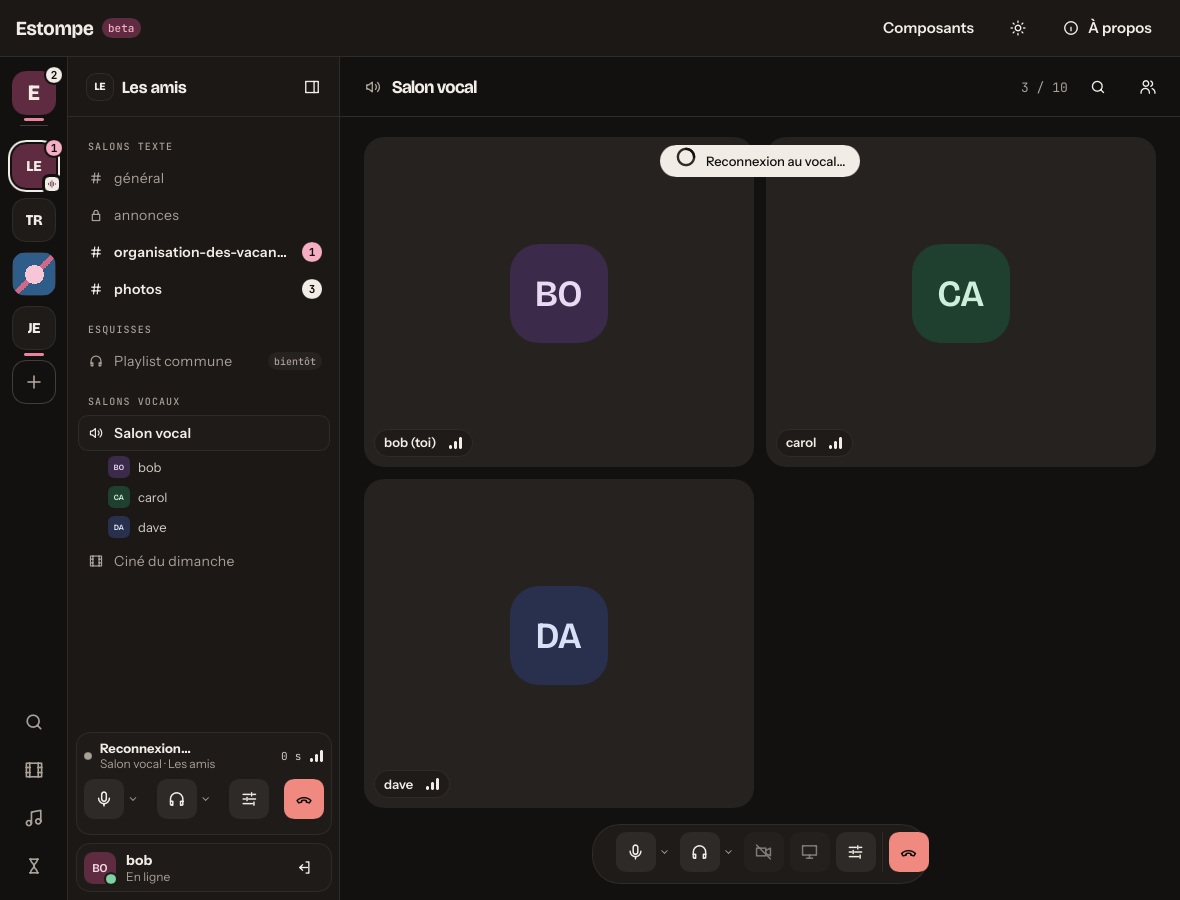 Estompe beta
Composants
À propos
E
2
LE
1
TR
JE
LE Les amis
SALONS TEXTE
# général
annonces
# organisation-des-vacan... 1
# photos 3
ESQUISSES
Playlist commune bientôt
SALONS VOCAUX
Salon vocal
BO bob
CA carol
DA dave
Ciné du dimanche
Reconnexion... 0 s
Salon vocal · Les amis
BO bob
En ligne
Salon vocal
3 / 10
Reconnexion au vocal...
BO
bob (toi)
CA
carol
DA
dave